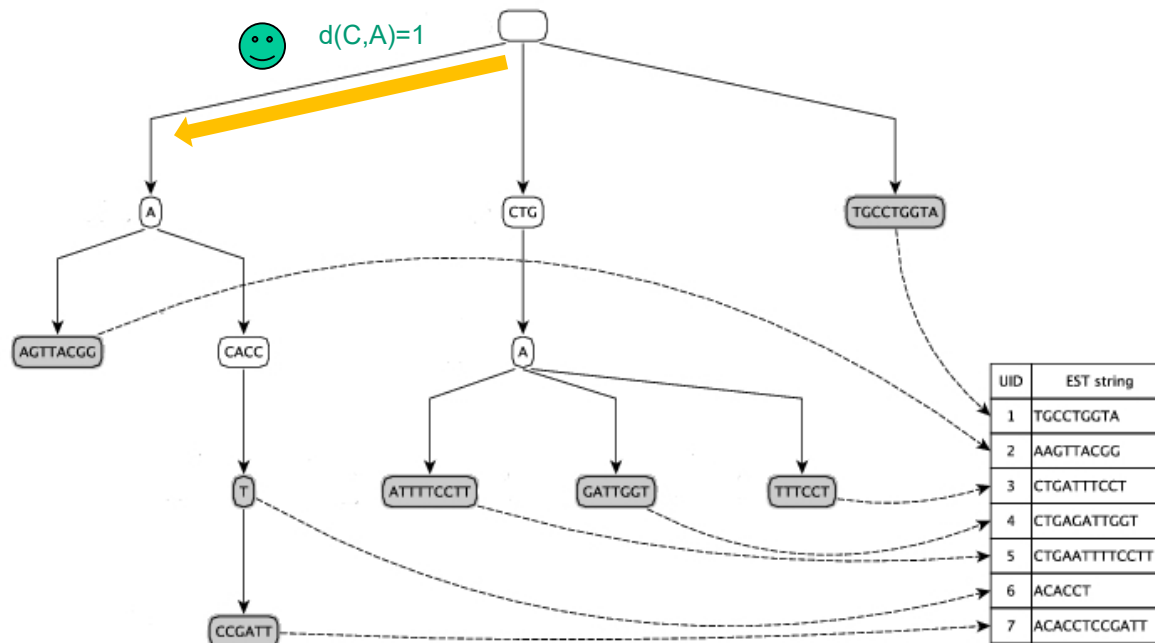 d(C,A)=1
A
CTG
TGCCTGGTA
AGTTACGG
CACC
A
UID EST string
1 TGCCTGGTA
2 AAGTTACGG
3 CTGATTTCCT
4 CTGAGATTGGT
5 CTGAATTTTCCTT
6 ACACCT
7 ACACCTCCGATT
T
ATTTTCCTT
GATTGGT
TTTCCT
CCGATT